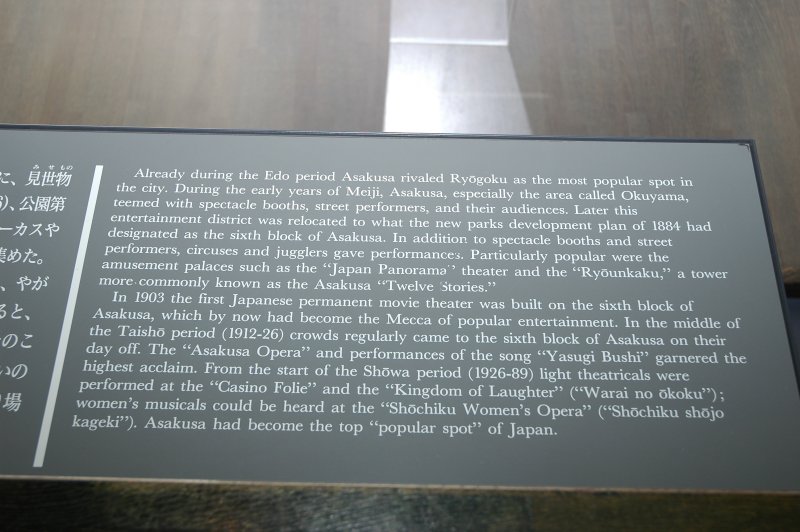 に、見世物
みせもの
6)、公園第
ーカスや
集めた。
、やが
ると、
のこ
いの
場
Already during the Edo period Asakusa rivaled Ryōgoku as the most popular spot in
the city. During the early years of Meiji, Asakusa, especially the area called Okuyama,
teemed with spectacle booths, street performers, and their audiences. Later this
entertainment district was relocated to what the new parks development plan of 1884 had
designated as the sixth block of Asakusa. In addition to spectacle booths and street
performers, circuses and jugglers gave performances. Particularly popular were the
amusement palaces such as the “Japan Panorama” theater and the “Ryōunkaku,” a tower
more commonly known as the Asakusa “Twelve Stories.”
In 1903 the first Japanese permanent movie theater was built on the sixth block of
Asakusa, which by now had become the Mecca of popular entertainment. In the middle of
the Taishō period (1912-26) crowds regularly came to the sixth block of Asakusa on their
day off. The “Asakusa Opera” and performances of the song “Yasugi Bushi” garnered the
highest acclaim. From the start of the Shōwa period (1926-89) light theatricals were
performed at the “Casino Folie” and the “Kingdom of Laughter” (“Warai no ōkoku”);
women’s musicals could be heard at the “Shōchiku Women’s Opera” (“Shōchiku shōjo
kageki”). Asakusa had become the top “popular spot” of Japan.